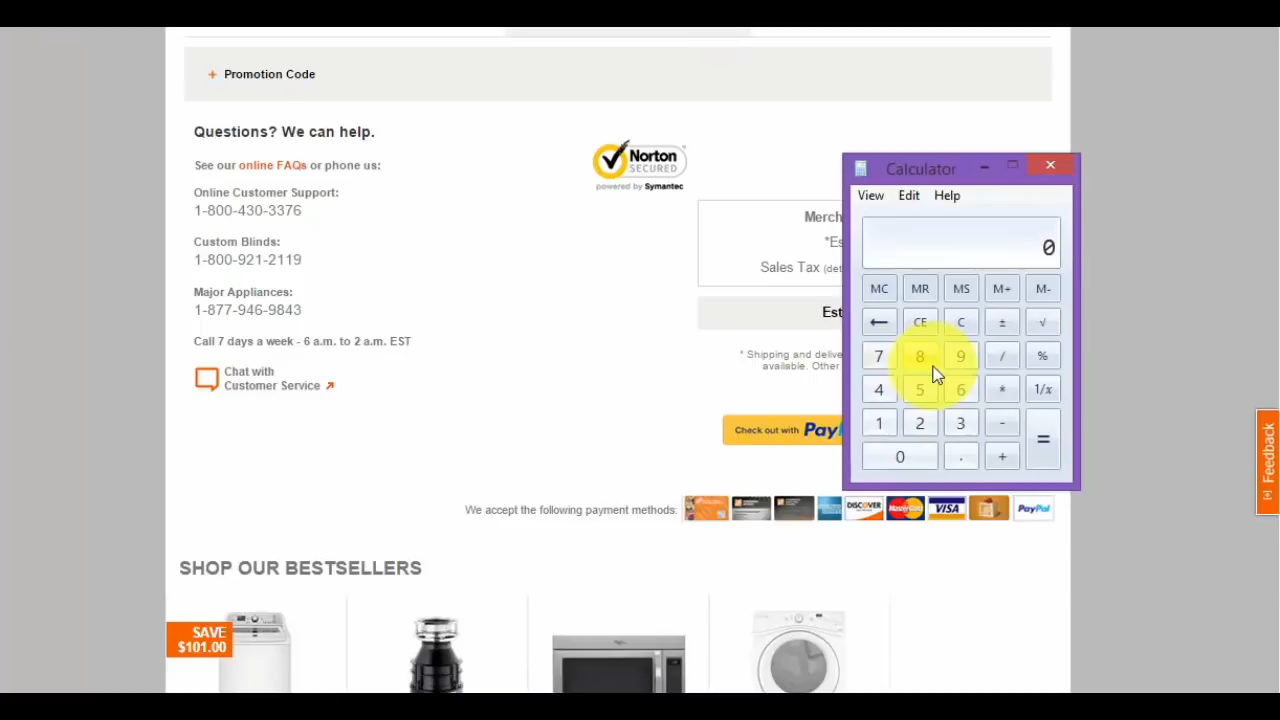 + Promotion Code
Questions? We can help.
See our online FAQs or phone us:
Online Customer Support:
1-800-430-3376
Custom Blinds:
1-800-921-2119
Major Appliances:
1-877-946-9843
Call 7 days a week - 6 a.m. to 2 a.m. EST
Chat with
Customer Service
Norton
SECURED
powered by Symantec
Merch
*Es
Sales Tax (det
Est
* Shipping and delive
available. Other
Check out with PayP
Calculator
View Edit Help
0
MC MR MS M+ M-
← CE C ± √
7 8 9 / %
4 5 6 * 1/x
1 2 3 - =
0 . +
We accept the following payment methods:
DISCOVER MasterCard VISA PayPal
[+] Feedback
SHOP OUR BESTSELLERS
SAVE
$101.00